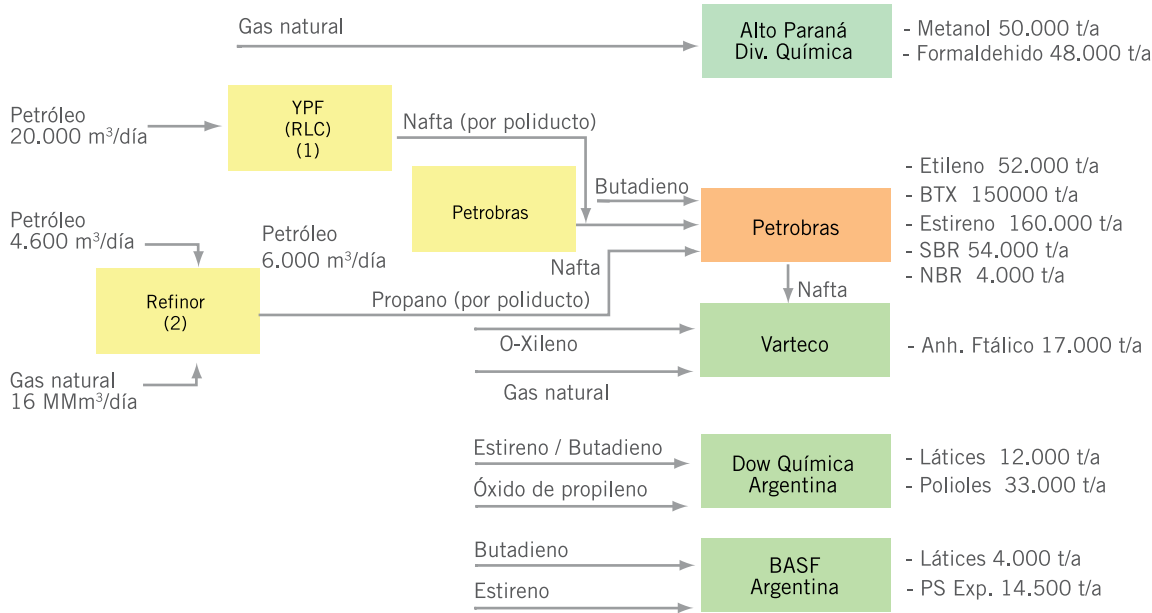 Gas natural
Alto Paraná
Div. Química
- Metanol 50.000 t/a
- Formaldehido 48.000 t/a
Petróleo
20.000 m³/día
YPF
(RLC)
(1)
Nafta (por poliducto)
Petrobras
Butadieno
Petrobras
- Etileno 52.000 t/a
- BTX 150000 t/a
- Estireno 160.000 t/a
- SBR 54.000 t/a
- NBR 4.000 t/a
Petróleo
4.600 m³/día
Petróleo
6.000 m³/día
Nafta
Refinor
(2)
Propano (por poliducto)
Nafta
O-Xileno
Varteco
- Anh. Ftálico 17.000 t/a
Gas natural
16 MMm³/día
Gas natural
Estireno / Butadieno
Óxido de propileno
Dow Química
Argentina
- Látices 12.000 t/a
- Polioles 33.000 t/a
Butadieno
Estireno
BASF
Argentina
- Látices 4.000 t/a
- PS Exp. 14.500 t/a